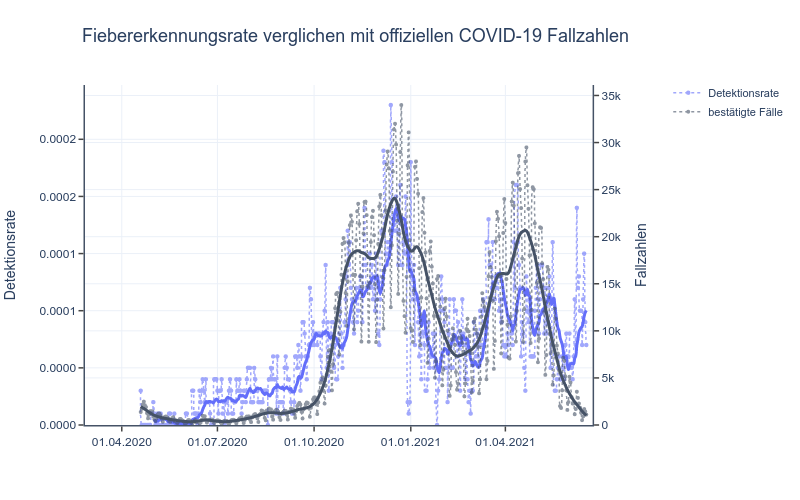 Fiebererkennungsrate verglichen mit offiziellen COVID-19 Fallzahlen
Detektionsrate
bestätigte Fälle
35k
30k
25k
20k
15k
10k
5k
0
0.0002
0.0002
0.0001
0.0001
0.0000
0.0000
Detektionsrate
Fallzahlen
01.04.2020
01.07.2020
01.10.2020
01.01.2021
01.04.2021